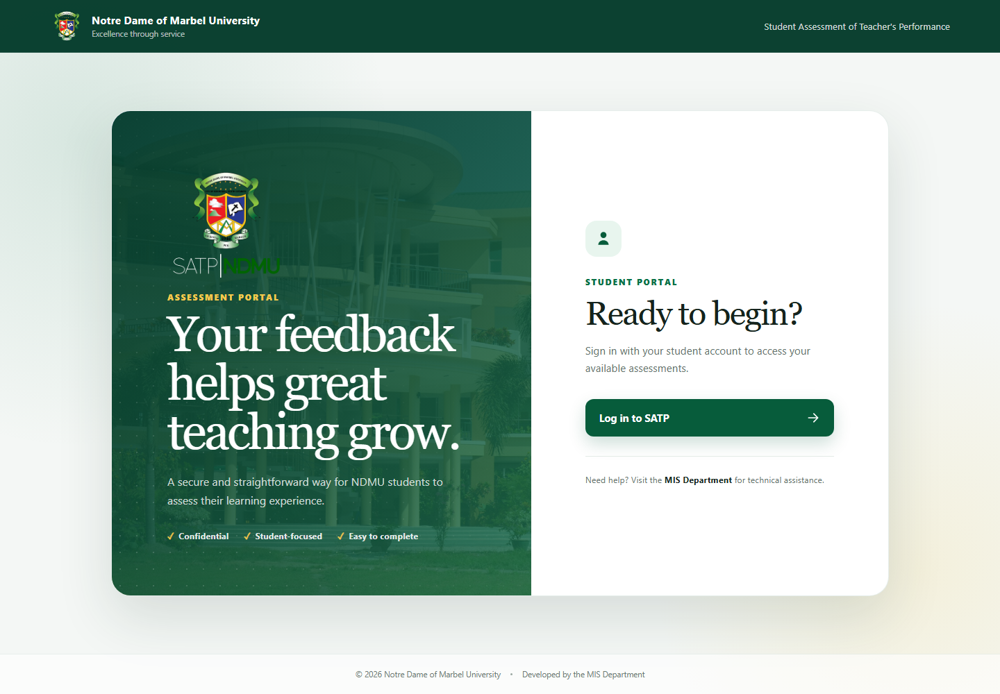 Notre Dame of Marbel University
Excellence through service
Student Assessment of Teacher's Performance
SATP|NDMU
ASSESSMENT PORTAL
Your feedback
helps great
teaching grow.
A secure and straightforward way for NDMU students to
assess their learning experience.
✓ Confidential ✓ Student-focused ✓ Easy to complete
STUDENT PORTAL
Ready to begin?
Sign in with your student account to access your
available assessments.
Log in to SATP →
Need help? Visit the MIS Department for technical assistance.
© 2026 Notre Dame of Marbel University • Developed by the MIS Department